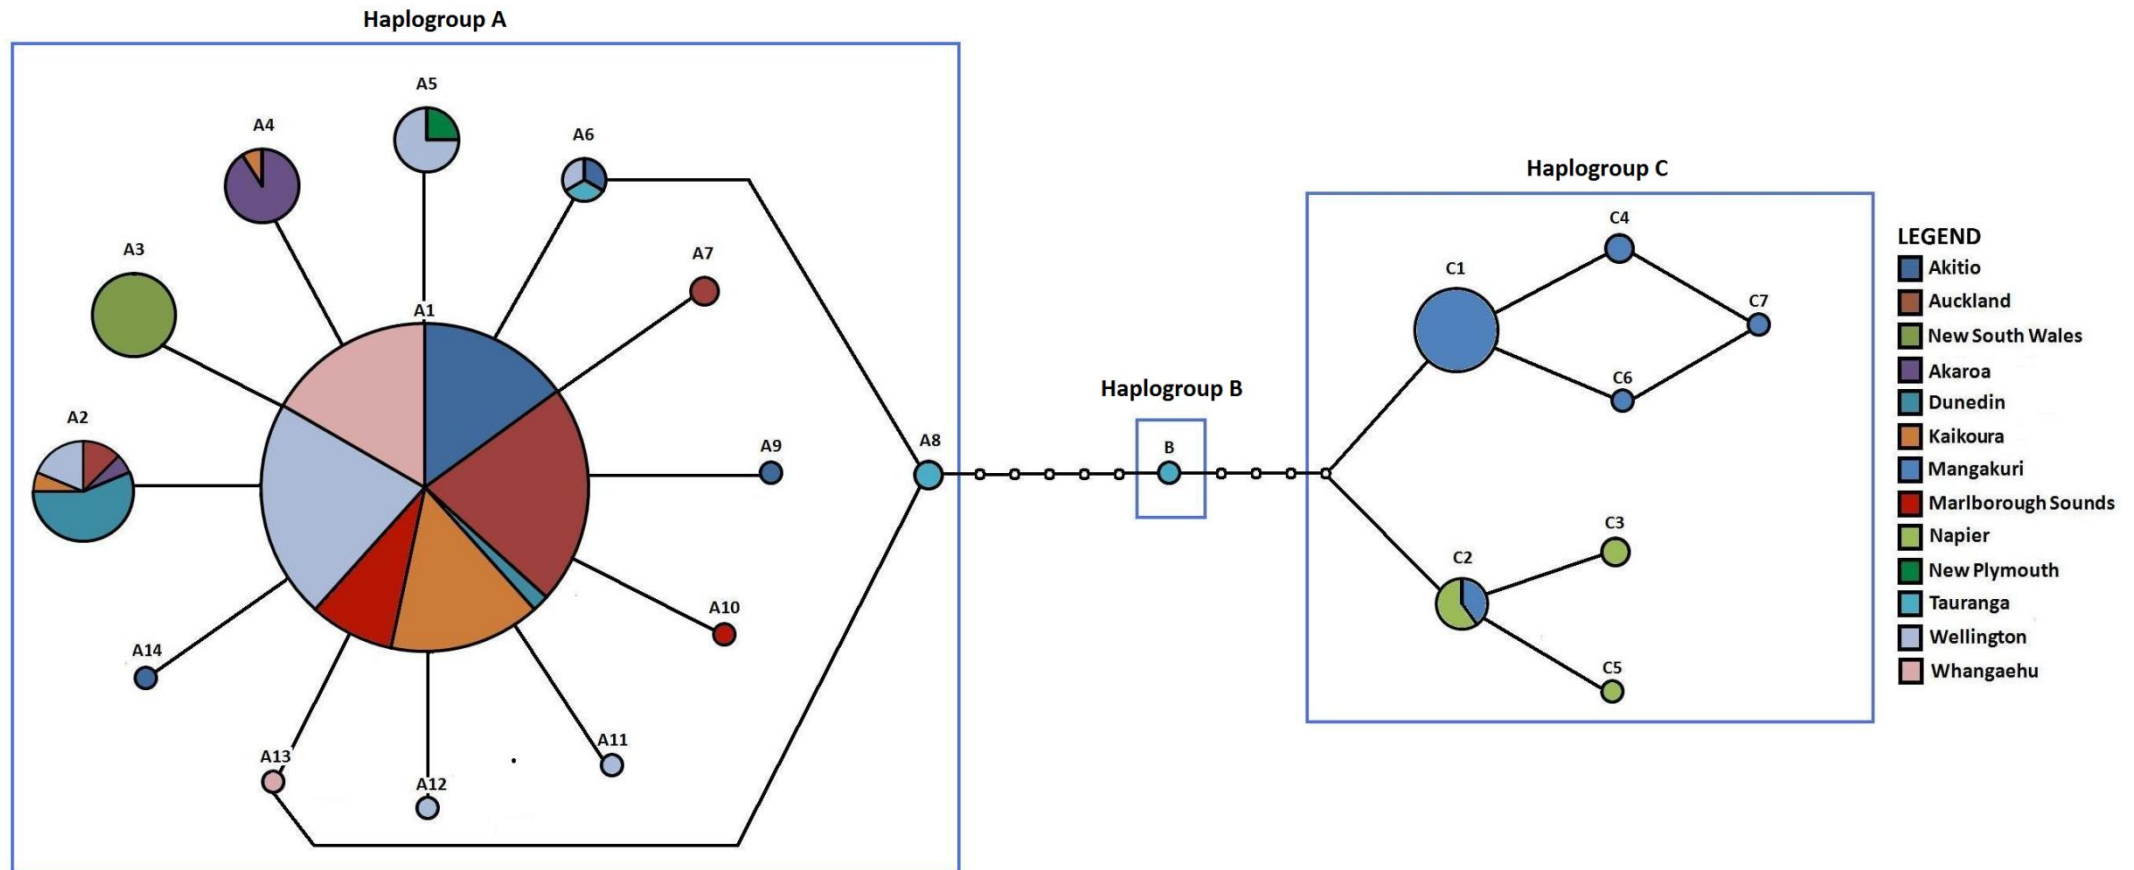 Haplogroup A
A5
A4
A6
A3
A7
A1
A2
A9
A8
A10
A14
A11
A13
A12
Haplogroup B
B
Haplogroup C
C4
C1
C7
C6
C3
C2
C5
LEGEND
Akitio
Auckland
New South Wales
Akaroa
Dunedin
Kaikoura
Mangakuri
Marlborough Sounds
Napier
New Plymouth
Tauranga
Wellington
Whangaehu